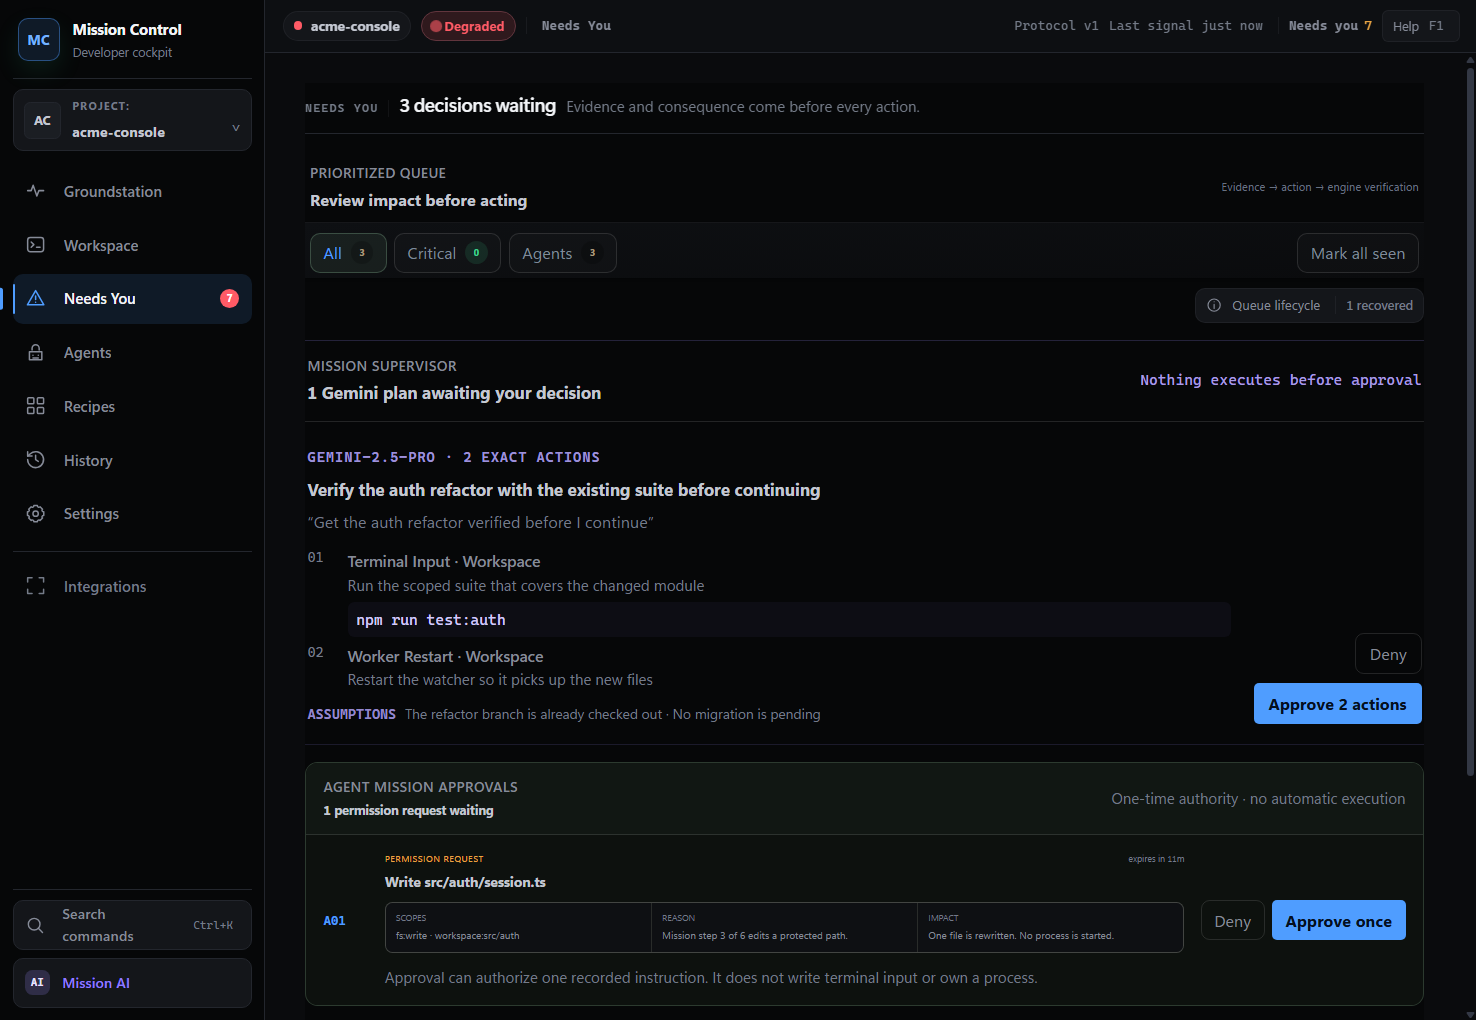 MC
Mission Control
Developer cockpit
AC
PROJECT:
acme-console
v
Groundstation
Workspace
Needs You
7
Agents
Recipes
History
Settings
Integrations
Search commands
Ctrl+K
AI
Mission AI
acme-console
Degraded
Needs You
Protocol v1
Last signal just now
Needs you 7
Help F1
NEEDS YOU
3 decisions waiting
Evidence and consequence come before every action.
PRIORITIZED QUEUE
Review impact before acting
Evidence → action → engine verification
All 3
Critical 0
Agents 3
Mark all seen
Queue lifecycle
1 recovered
MISSION SUPERVISOR
1 Gemini plan awaiting your decision
Nothing executes before approval
GEMINI-2.5-PRO · 2 EXACT ACTIONS
Verify the auth refactor with the existing suite before continuing
“Get the auth refactor verified before I continue”
01
Terminal Input · Workspace
Run the scoped suite that covers the changed module
npm run test:auth
02
Worker Restart · Workspace
Restart the watcher so it picks up the new files
ASSUMPTIONS The refactor branch is already checked out · No migration is pending
Deny
Approve 2 actions
AGENT MISSION APPROVALS
1 permission request waiting
One-time authority · no automatic execution
A01
PERMISSION REQUEST
expires in 11m
Write src/auth/session.ts
SCOPES
fs:write · workspace:src/auth
REASON
Mission step 3 of 6 edits a protected path.
IMPACT
One file is rewritten. No process is started.
Deny
Approve once
Approval can authorize one recorded instruction. It does not write terminal input or own a process.